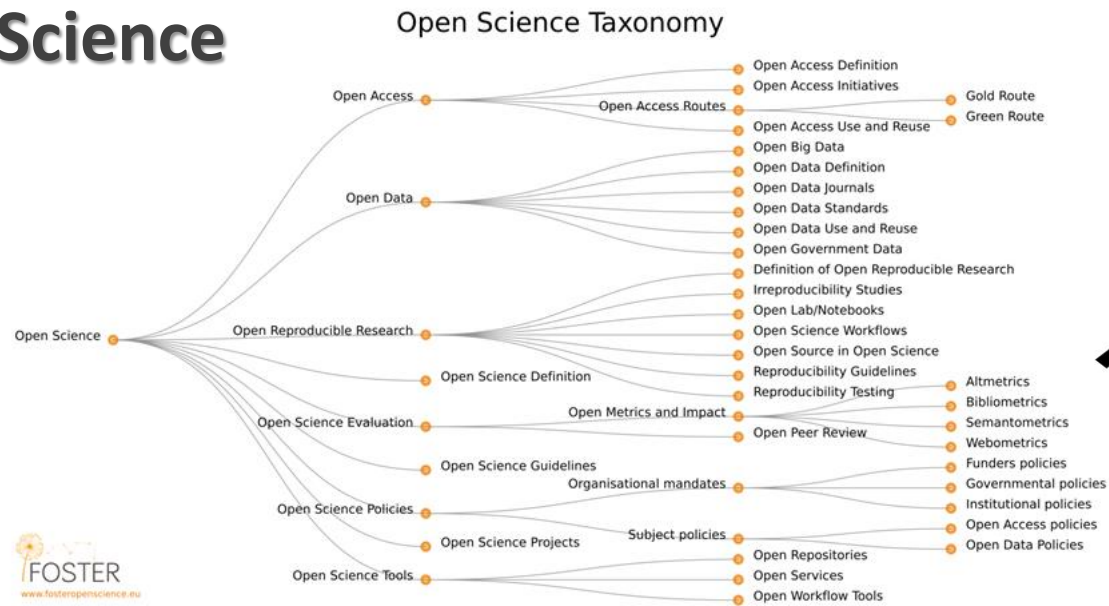 Science
Open Science Taxonomy
Open Science
Open Access
Open Access Definition
Open Access Initiatives
Open Access Routes
Gold Route
Green Route
Open Access Use and Reuse
Open Data
Open Big Data
Open Data Definition
Open Data Journals
Open Data Standards
Open Data Use and Reuse
Open Government Data
Open Reproducible Research
Definition of Open Reproducible Research
Irreproducibility Studies
Open Lab/Notebooks
Open Science Workflows
Open Source in Open Science
Reproducibility Guidelines
Reproducibility Testing
Open Science Definition
Open Science Evaluation
Open Metrics and Impact
Altmetrics
Bibliometrics
Semantometrics
Webometrics
Open Peer Review
Open Science Guidelines
Open Science Policies
Organisational mandates
Funders policies
Governmental policies
Institutional policies
Subject policies
Open Access policies
Open Data Policies
Open Science Projects
Open Science Tools
Open Repositories
Open Services
Open Workflow Tools
FOSTER
www.fosteropenscience.eu